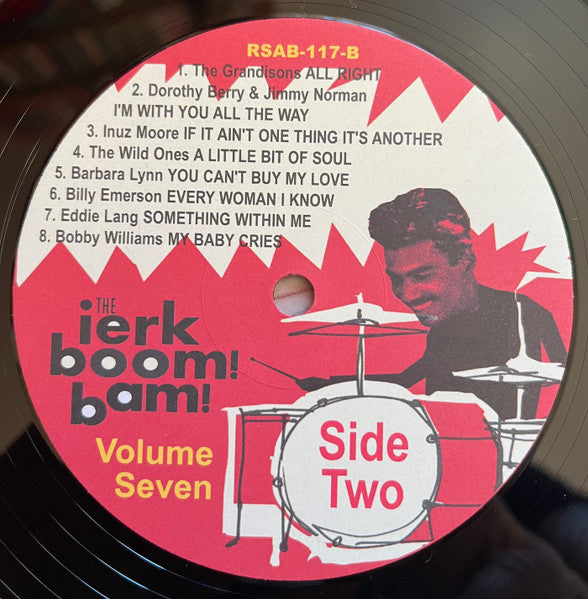 RSAB-117-B
1. The Grandisons ALL RIGHT
2. Dorothy Berry & Jimmy Norman
I'M WITH YOU ALL THE WAY
3. Inuz Moore IF IT AIN'T ONE THING IT'S ANOTHER
4. The Wild Ones A LITTLE BIT OF SOUL
5. Barbara Lynn YOU CAN'T BUY MY LOVE
6. Billy Emerson EVERY WOMAN I KNOW
7. Eddie Lang SOMETHING WITHIN ME
8. Bobby Williams MY BABY CRIES
THE
jerk
boom!
bam!
Volume
Seven
Side
Two